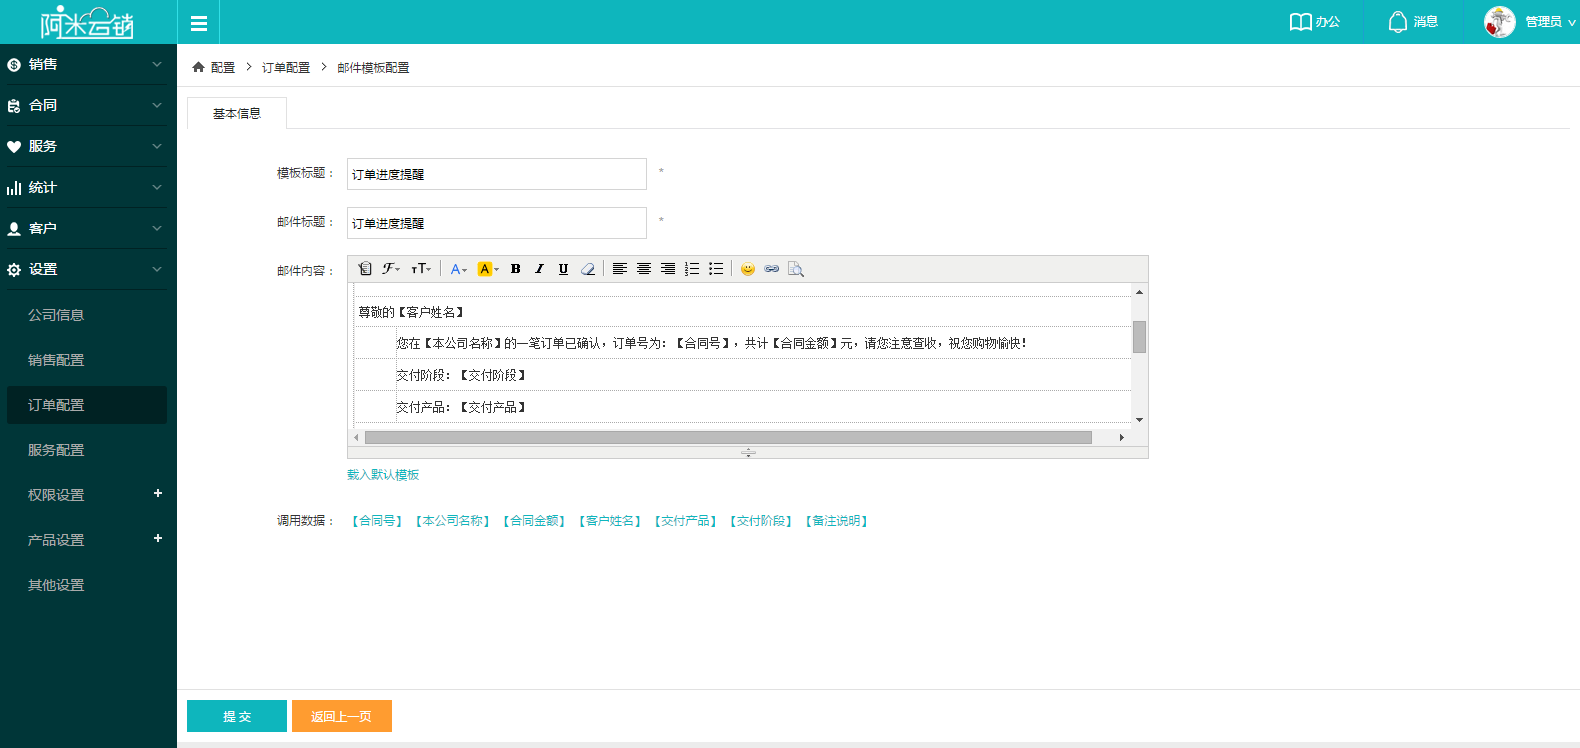 阿米云销
办公
消息
管理员
销售
合同
服务
统计
客户
设置
公司信息
销售配置
订单配置
服务配置
权限设置 +
产品设置 +
其他设置
配置 > 订单配置 > 邮件模板配置
基本信息
模板标题： 订单进度提醒 *
邮件标题： 订单进度提醒 *
邮件内容：
尊敬的【客户姓名】
您在【本公司名称】的一笔订单已确认，订单号为：【合同号】，共计【合同金额】元，请您注意查收，祝您购物愉快！
交付阶段：【交付阶段】
交付产品：【交付产品】
载入默认模板
调用数据： 【合同号】 【本公司名称】 【合同金额】 【客户姓名】 【交付产品】 【交付阶段】 【备注说明】
提 交
返回上一页